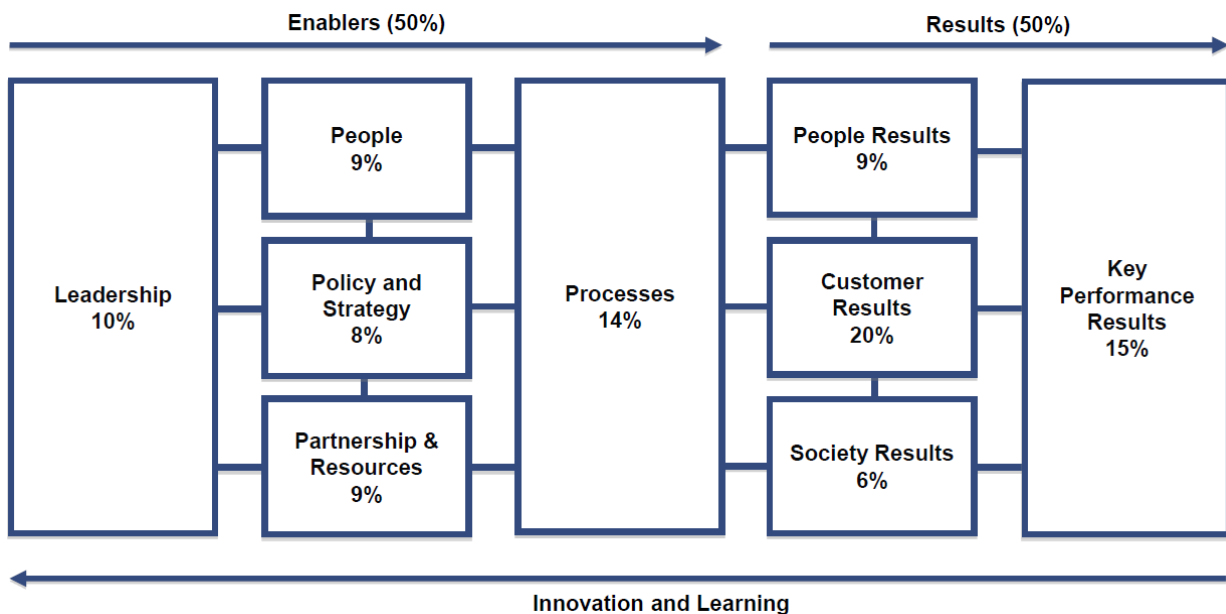 Enablers (50%)
Results (50%)
Leadership
10%
People
9%
Policy and
Strategy
8%
Partnership &
Resources
9%
Processes
14%
People Results
9%
Customer
Results
20%
Society Results
6%
Key
Performance
Results
15%
Innovation and Learning